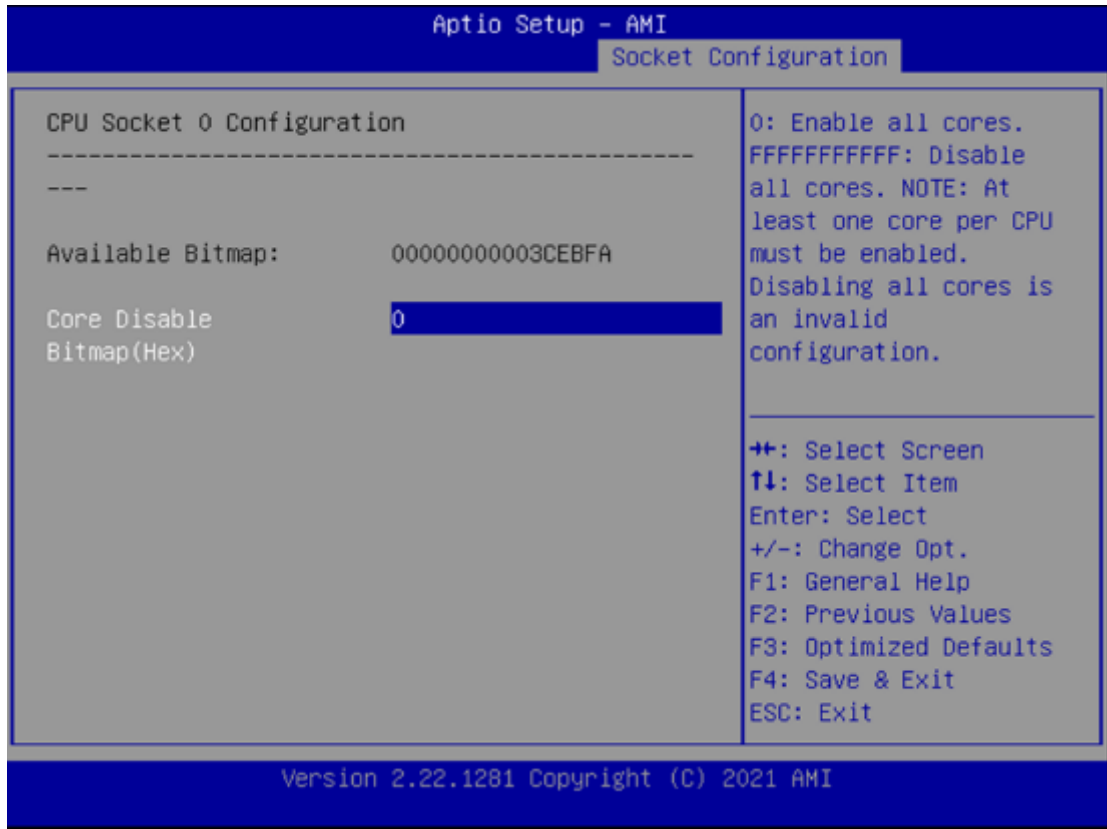 Aptio Setup – AMI
Socket Configuration
CPU Socket 0 Configuration
-----------------------------------------------
---
Available Bitmap: 00000000003CEBFA
Core Disable 0
Bitmap(Hex)
0: Enable all cores.
FFFFFFFFFFF: Disable
all cores. NOTE: At
least one core per CPU
must be enabled.
Disabling all cores is
an invalid
configuration.
→←: Select Screen
↑↓: Select Item
Enter: Select
+/-: Change Opt.
F1: General Help
F2: Previous Values
F3: Optimized Defaults
F4: Save & Exit
ESC: Exit
Version 2.22.1281 Copyright (C) 2021 AMI